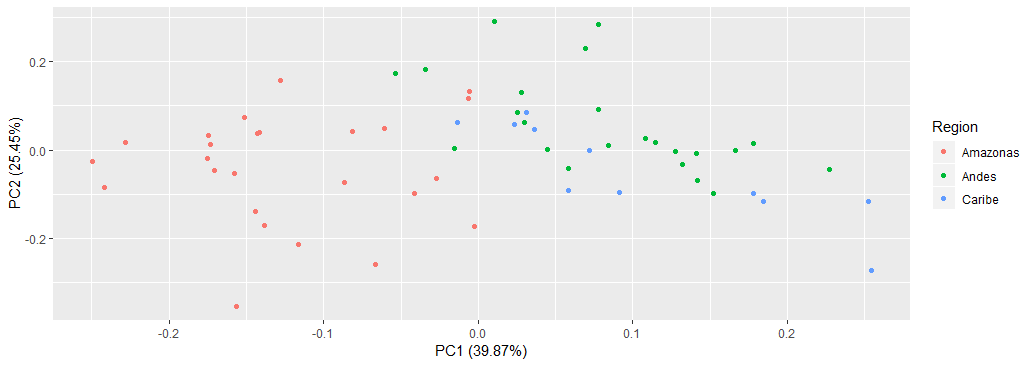 0.2
0.0
-0.2
PC2 (25.45%)
-0.2 -0.1 0.0 0.1 0.2
PC1 (39.87%)
Region
Amazonas
Andes
Caribe